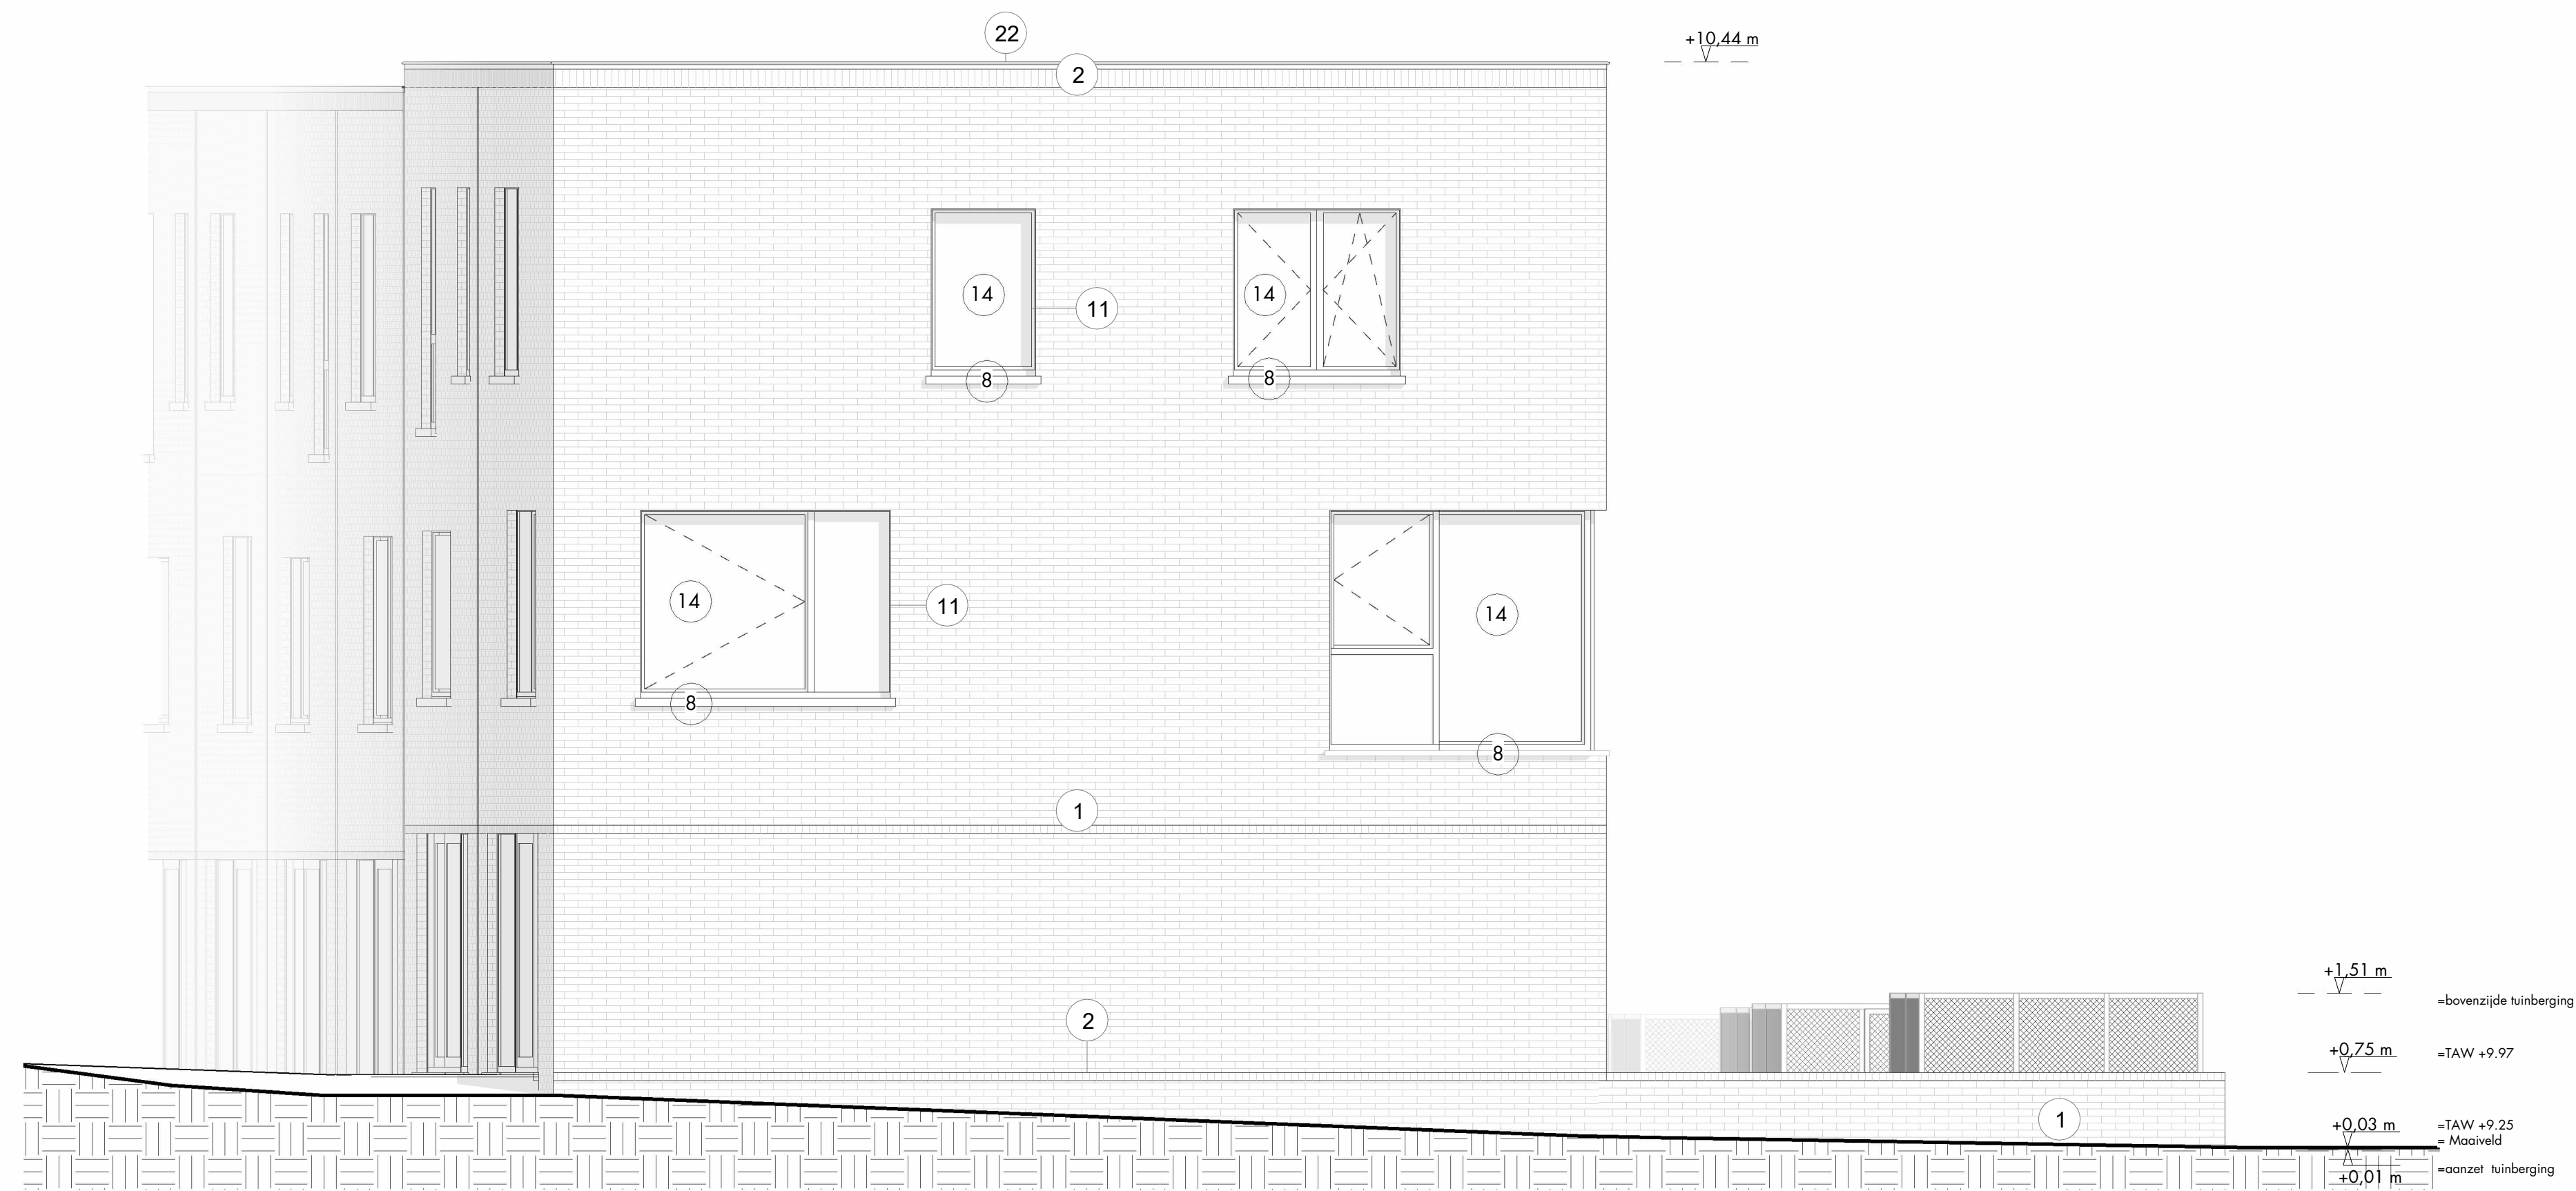 22
+10,44 m
2
14
11
14
8
8
14
11
14
8
8
1
+1,51 m
=bovenzijde tuinberging
2
+0,75 m
=TAW +9.97
1
+0,03 m
=TAW +9.25
= Maaiveld
=aanzet tuinberging
+0,01 m